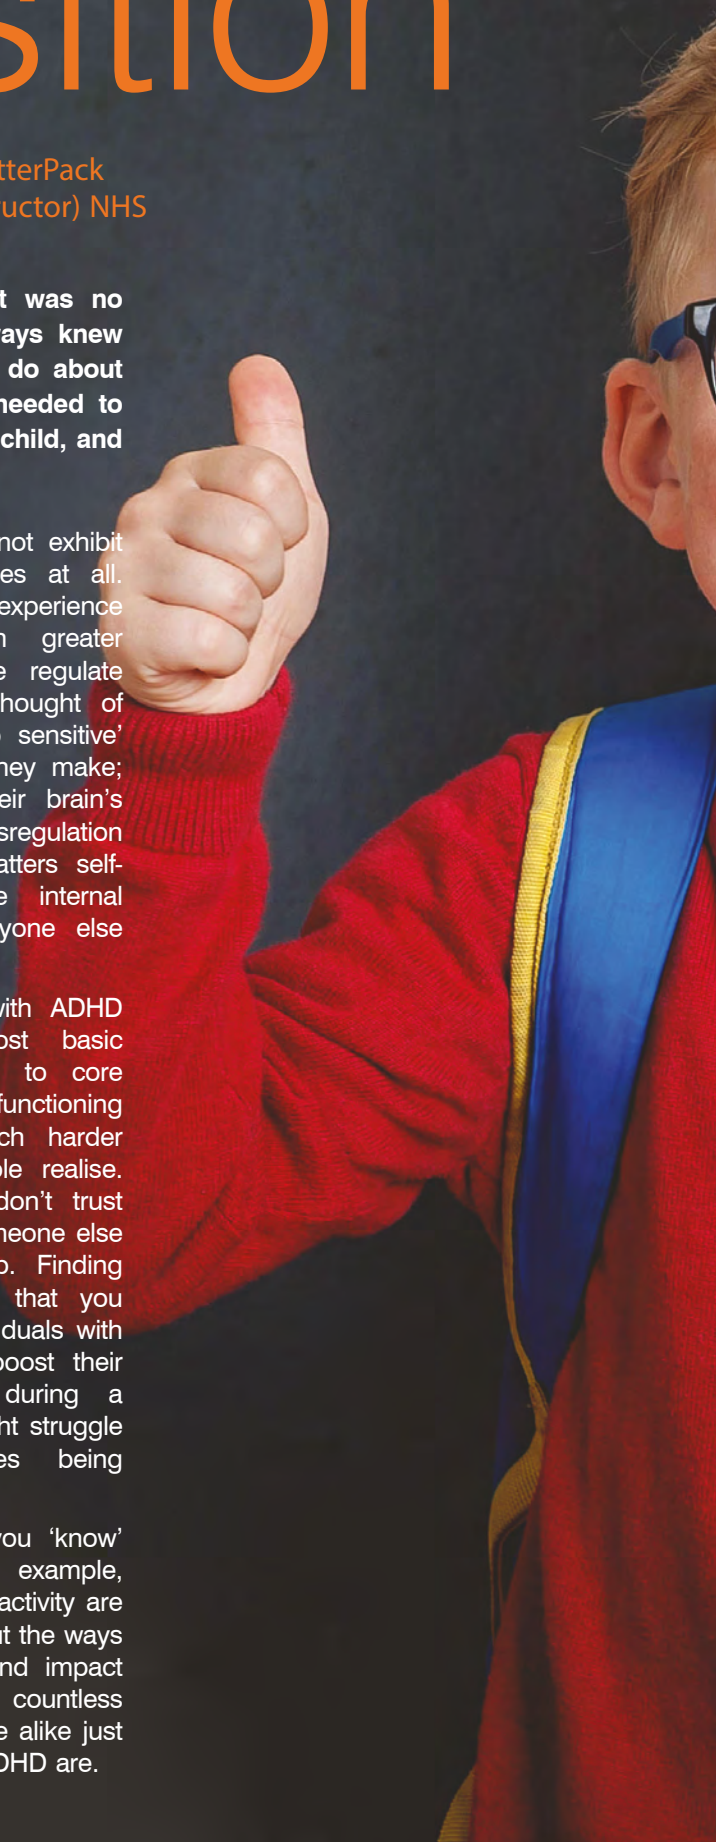 sition
tterPack
ructor) NHS
t was no
ays knew
do about
needed to
child, and
not exhibit
es at all.
experience
n greater
e regulate
hought of
sensitive’
hey make;
eir brain’s
sregulation
atters self-
e internal
yone else
with ADHD
ost basic
to core
functioning
ch harder
ole realise.
don’t trust
meone else
o. Finding
that you
duals with
boost their
during a
ht struggle
es being
you ‘know’
example,
activity are
ut the ways
nd impact
countless
e alike just
DHD are.